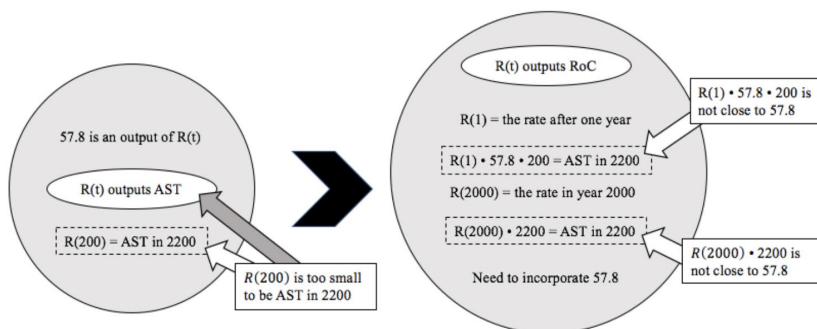 57.8 is an output of R(t)
R(t) outputs AST
R(200) = AST in 2200
R(200) is too small
to be AST in 2200
R(t) outputs RoC
R(1) = the rate after one year
R(1) • 57.8 • 200 = AST in 2200
R(2000) = the rate in year 2000
R(2000) • 2200 = AST in 2200
Need to incorporate 57.8
R(1) • 57.8 • 200 is
not close to 57.8
R(2000) • 2200 is
not close to 57.8